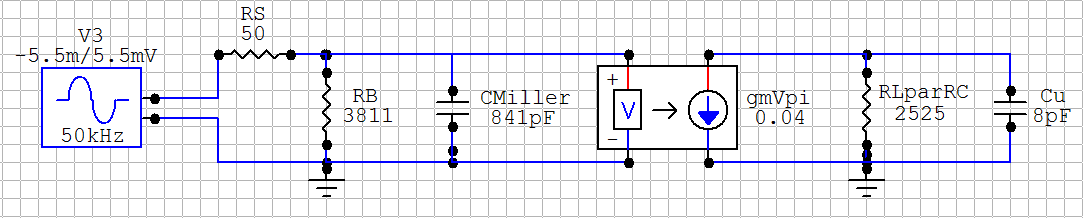 RS
50
V3
-5.5m/5.5mV
50kHz
RB
3811
CMiller
841pF
+
V
-
gmVpi
0.04
RLparRC
2525
Cu
8pF